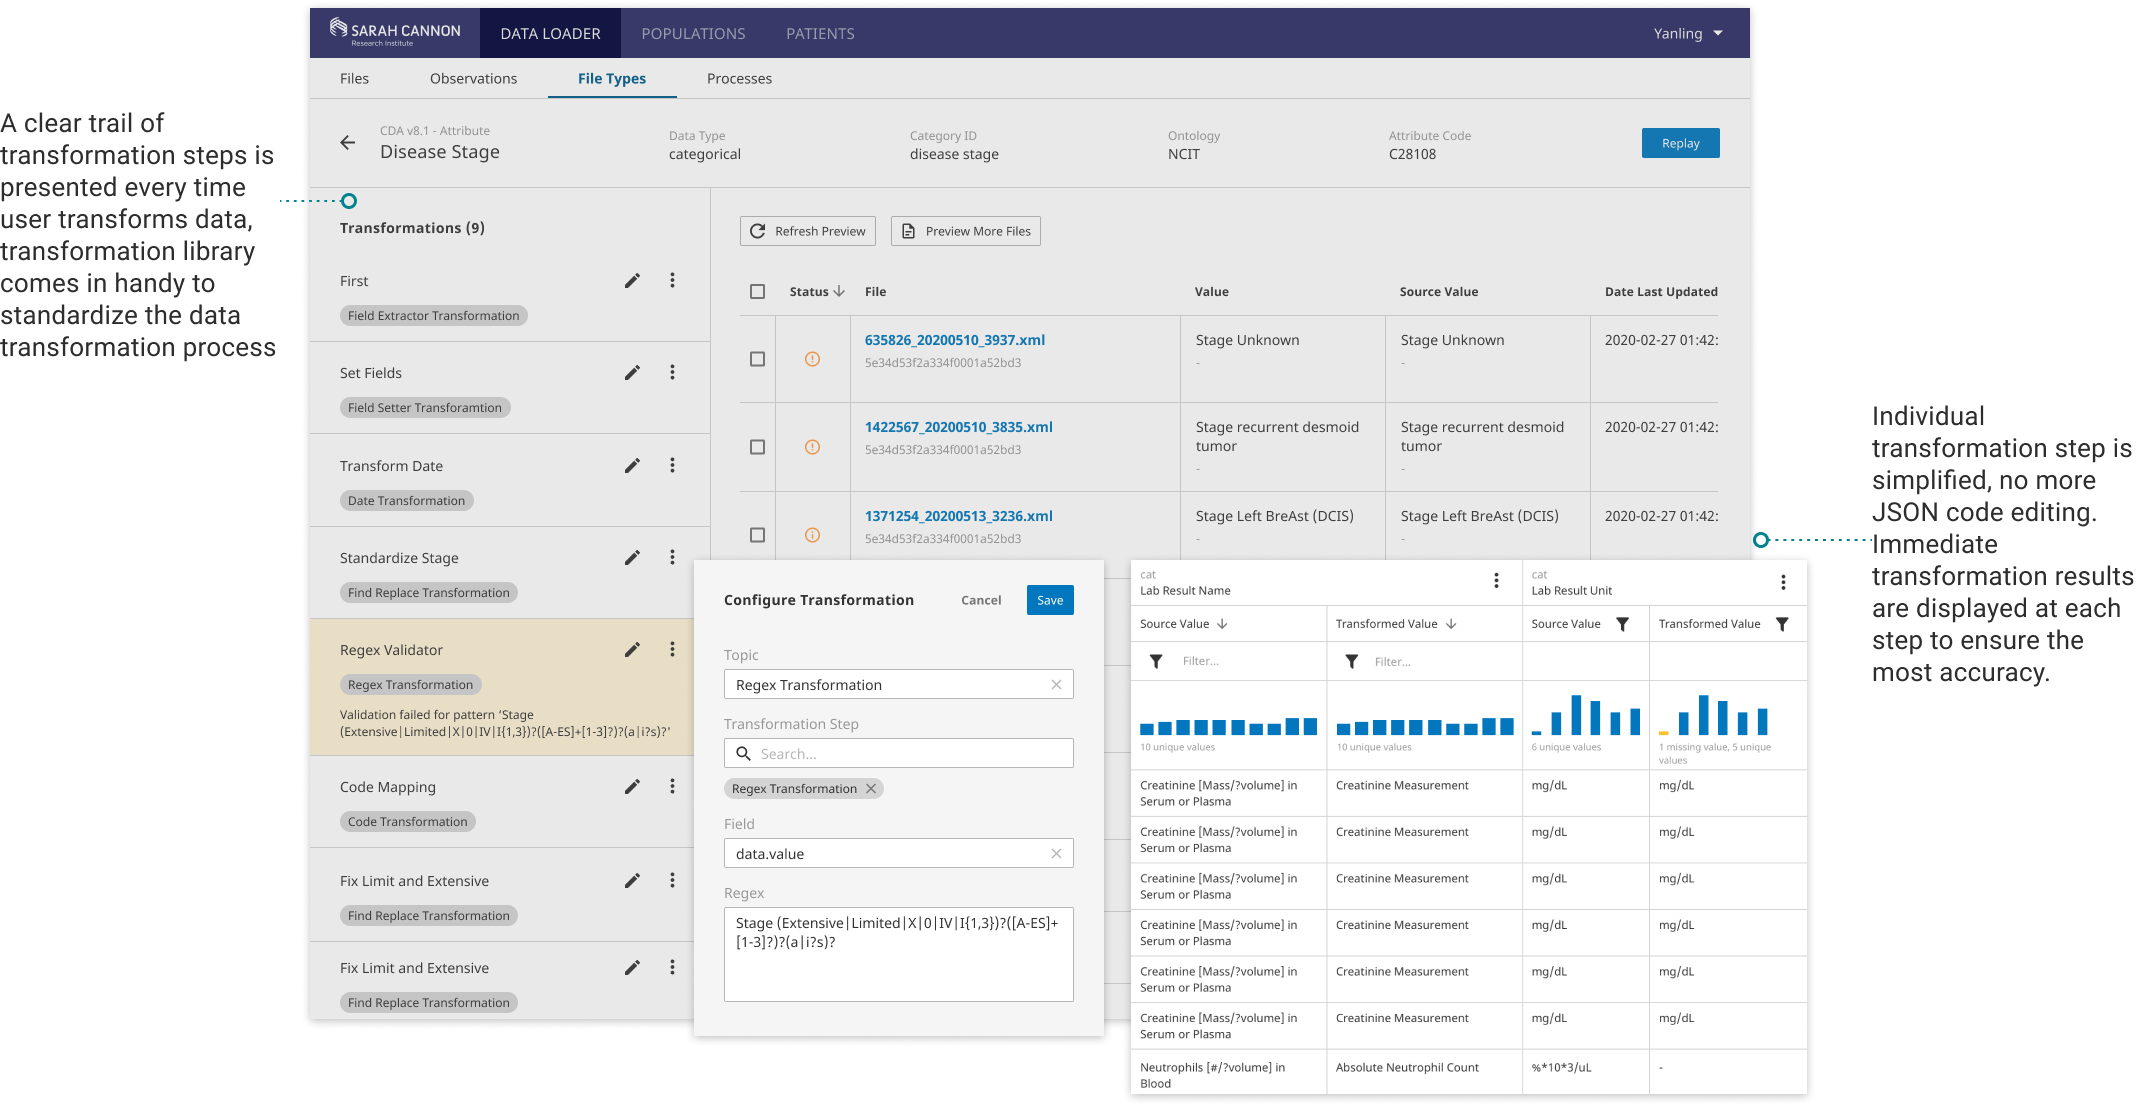 SARAH CANNON
Research Institute
DATA LOADER
POPULATIONS
PATIENTS
Yanling
Files
Observations
File Types
Processes
A clear trail of
transformation steps is
presented every time
user transforms data,
transformation library
comes in handy to
standardize the data
transformation process
CDA v8.1 - Attribute
Disease Stage
Data Type
categorical
Category ID
disease stage
Ontology
NCIT
Attribute Code
C28108
Replay
Transformations (9)
First
Field Extractor Transformation
Set Fields
Field Setter Transforamtion
Transform Date
Date Transformation
Standardize Stage
Find Replace Transformation
Regex Validator
Regex Transformation
Validation failed for pattern ‘Stage
(Extensive|Limited|X|0|IV|I{1,3})?([A-ES]+[1-3]?)?(a|i?s)?'
Code Mapping
Code Transformation
Fix Limit and Extensive
Find Replace Transformation
Fix Limit and Extensive
Find Replace Transformation
Refresh Preview
Preview More Files
Status
File
Value
Source Value
Date Last Updated
635826_20200510_3937.xml
5e34d53f2a334f0001a52bd3
Stage Unknown
-
Stage Unknown
-
2020-02-27 01:42:
1422567_20200510_3835.xml
5e34d53f2a334f0001a52bd3
Stage recurrent desmoid
tumor
-
Stage recurrent desmoid
tumor
-
2020-02-27 01:42:
1371254_20200513_3236.xml
5e34d53f2a334f0001a52bd3
Stage Left BreAst (DCIS)
-
Stage Left BreAst (DCIS)
-
2020-02-27 01:42:
Configure Transformation
Cancel
Save
Topic
Regex Transformation
Transformation Step
Search...
Regex Transformation
Field
data.value
Regex
Stage (Extensive|Limited|X|0|IV|I{1,3})?([A-ES]+
[1-3]?)?(a|i?s)?
cat
Lab Result Name
cat
Lab Result Unit
Source Value
Transformed Value
Source Value
Transformed Value
Filter...
Filter...
10 unique values
10 unique values
6 unique values
1 missing value, 5 unique
values
Creatinine [Mass/?volume] in
Serum or Plasma
Creatinine Measurement
mg/dL
mg/dL
Creatinine [Mass/?volume] in
Serum or Plasma
Creatinine Measurement
mg/dL
mg/dL
Creatinine [Mass/?volume] in
Serum or Plasma
Creatinine Measurement
mg/dL
mg/dL
Creatinine [Mass/?volume] in
Serum or Plasma
Creatinine Measurement
mg/dL
mg/dL
Creatinine [Mass/?volume] in
Serum or Plasma
Creatinine Measurement
mg/dL
mg/dL
Creatinine [Mass/?volume] in
Serum or Plasma
Creatinine Measurement
mg/dL
mg/dL
Neutrophils [#/?volume] in
Blood
Absolute Neutrophil Count
%*10*3/uL
-
Individual
transformation step is
simplified, no more
JSON code editing.
Immediate
transformation results
are displayed at each
step to ensure the
most accuracy.